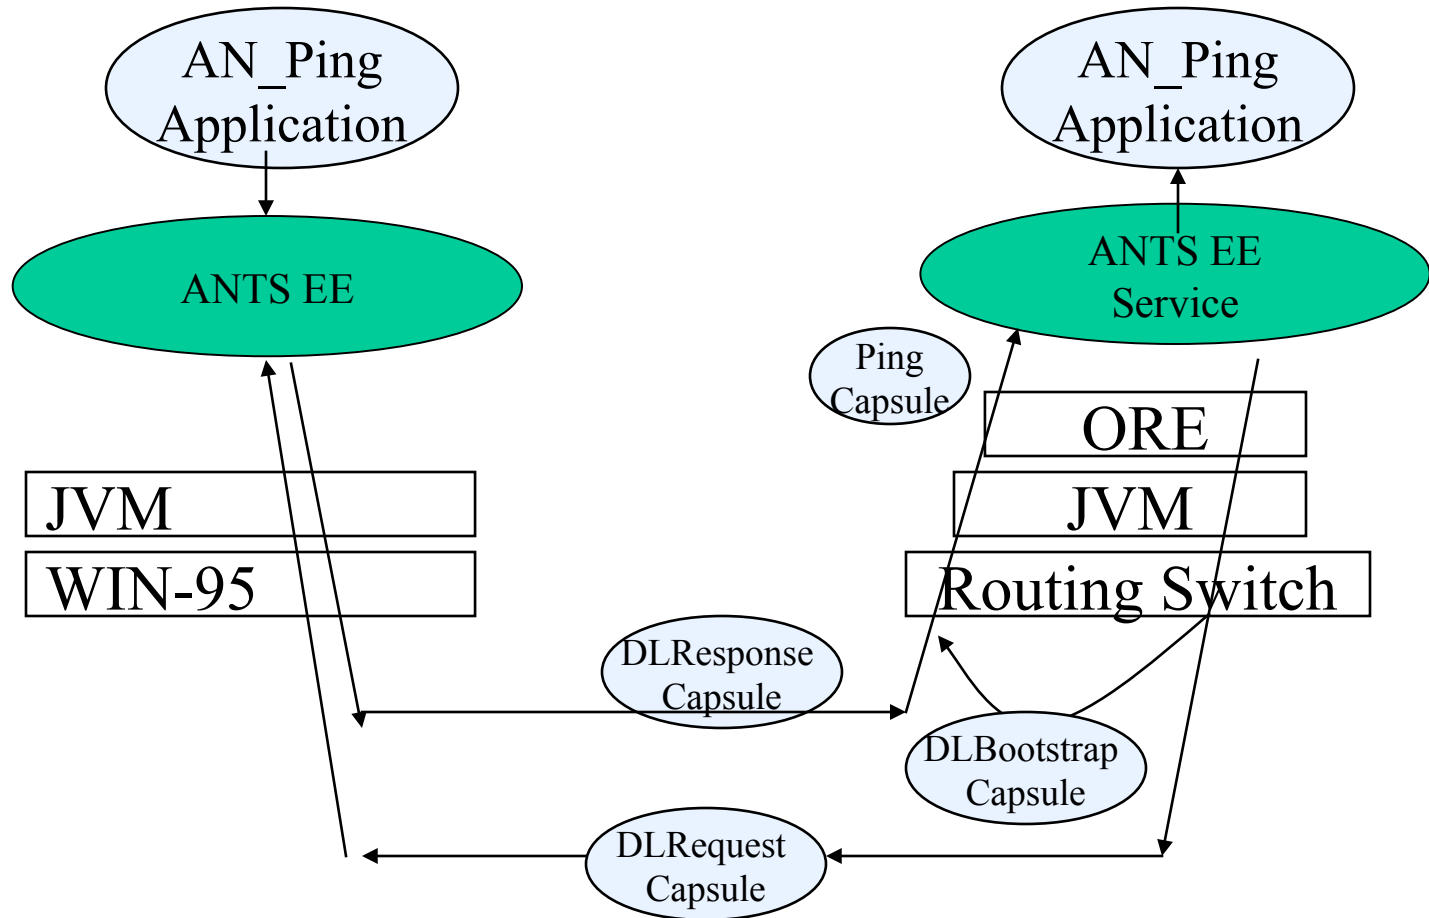 AN_Ping
Application
AN_Ping
Application
ANTS EE
ANTS EE
Service
Ping
Capsule
ORE
JVM
JVM
WIN-95
Routing Switch
DLResponse
Capsule
DLBootstrap
Capsule
DLRequest
Capsule